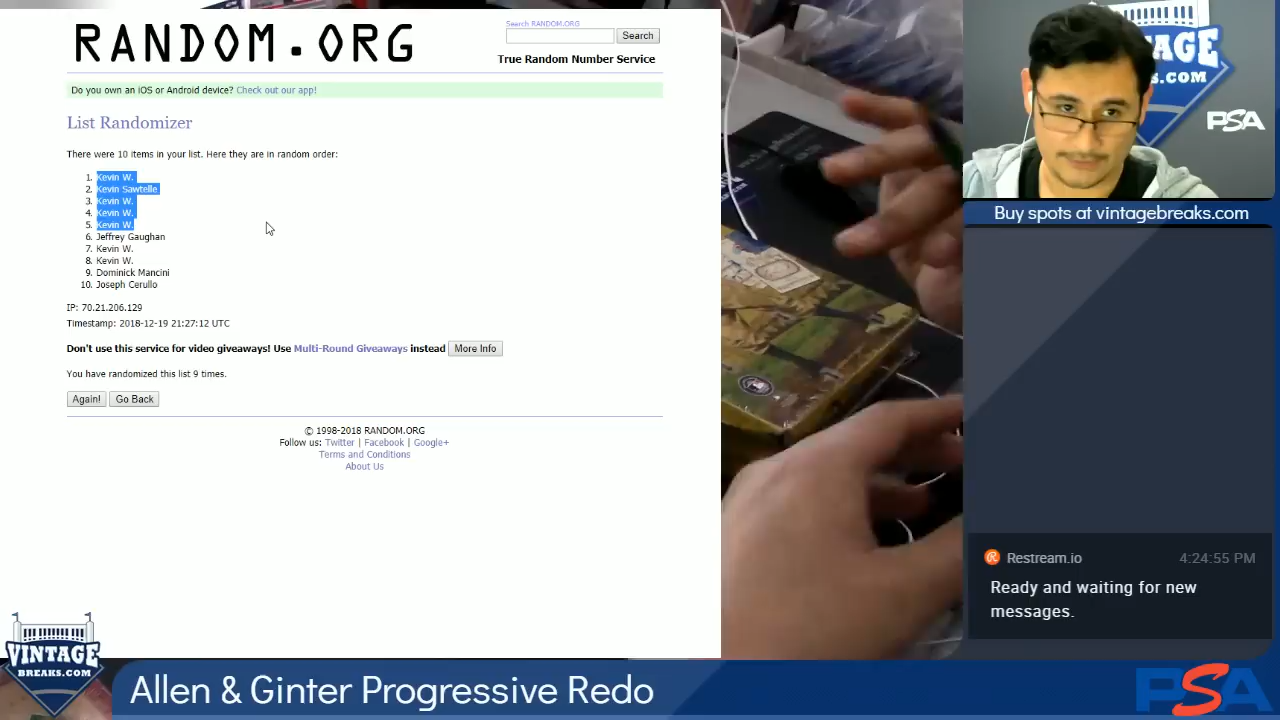 RANDOM.ORG
Search RANDOM.ORG
Search
True Random Number Service
Do you own an iOS or Android device? Check out our app!
List Randomizer
There were 10 items in your list. Here they are in random order:
1. Kevin W.
2. Kevin Sawtelle
3. Kevin W.
4. Kevin W.
5. Kevin W.
6. Jeffrey Gaughan
7. Kevin W.
8. Kevin W.
9. Dominick Mancini
10. Joseph Cerullo
IP: 70.21.206.129
Timestamp: 2018-12-19 21:27:12 UTC
Don't use this service for video giveaways! Use Multi-Round Giveaways instead More Info
You have randomized this list 9 times.
Again! Go Back
© 1998-2018 RANDOM.ORG
Follow us: Twitter | Facebook | Google+
Terms and Conditions
About Us
PSA
Buy spots at vintagebreaks.com
Restream.io 4:24:55 PM
Ready and waiting for new
messages.
VINTAGE
BREAKS.COM
Allen & Ginter Progressive Redo
PSA